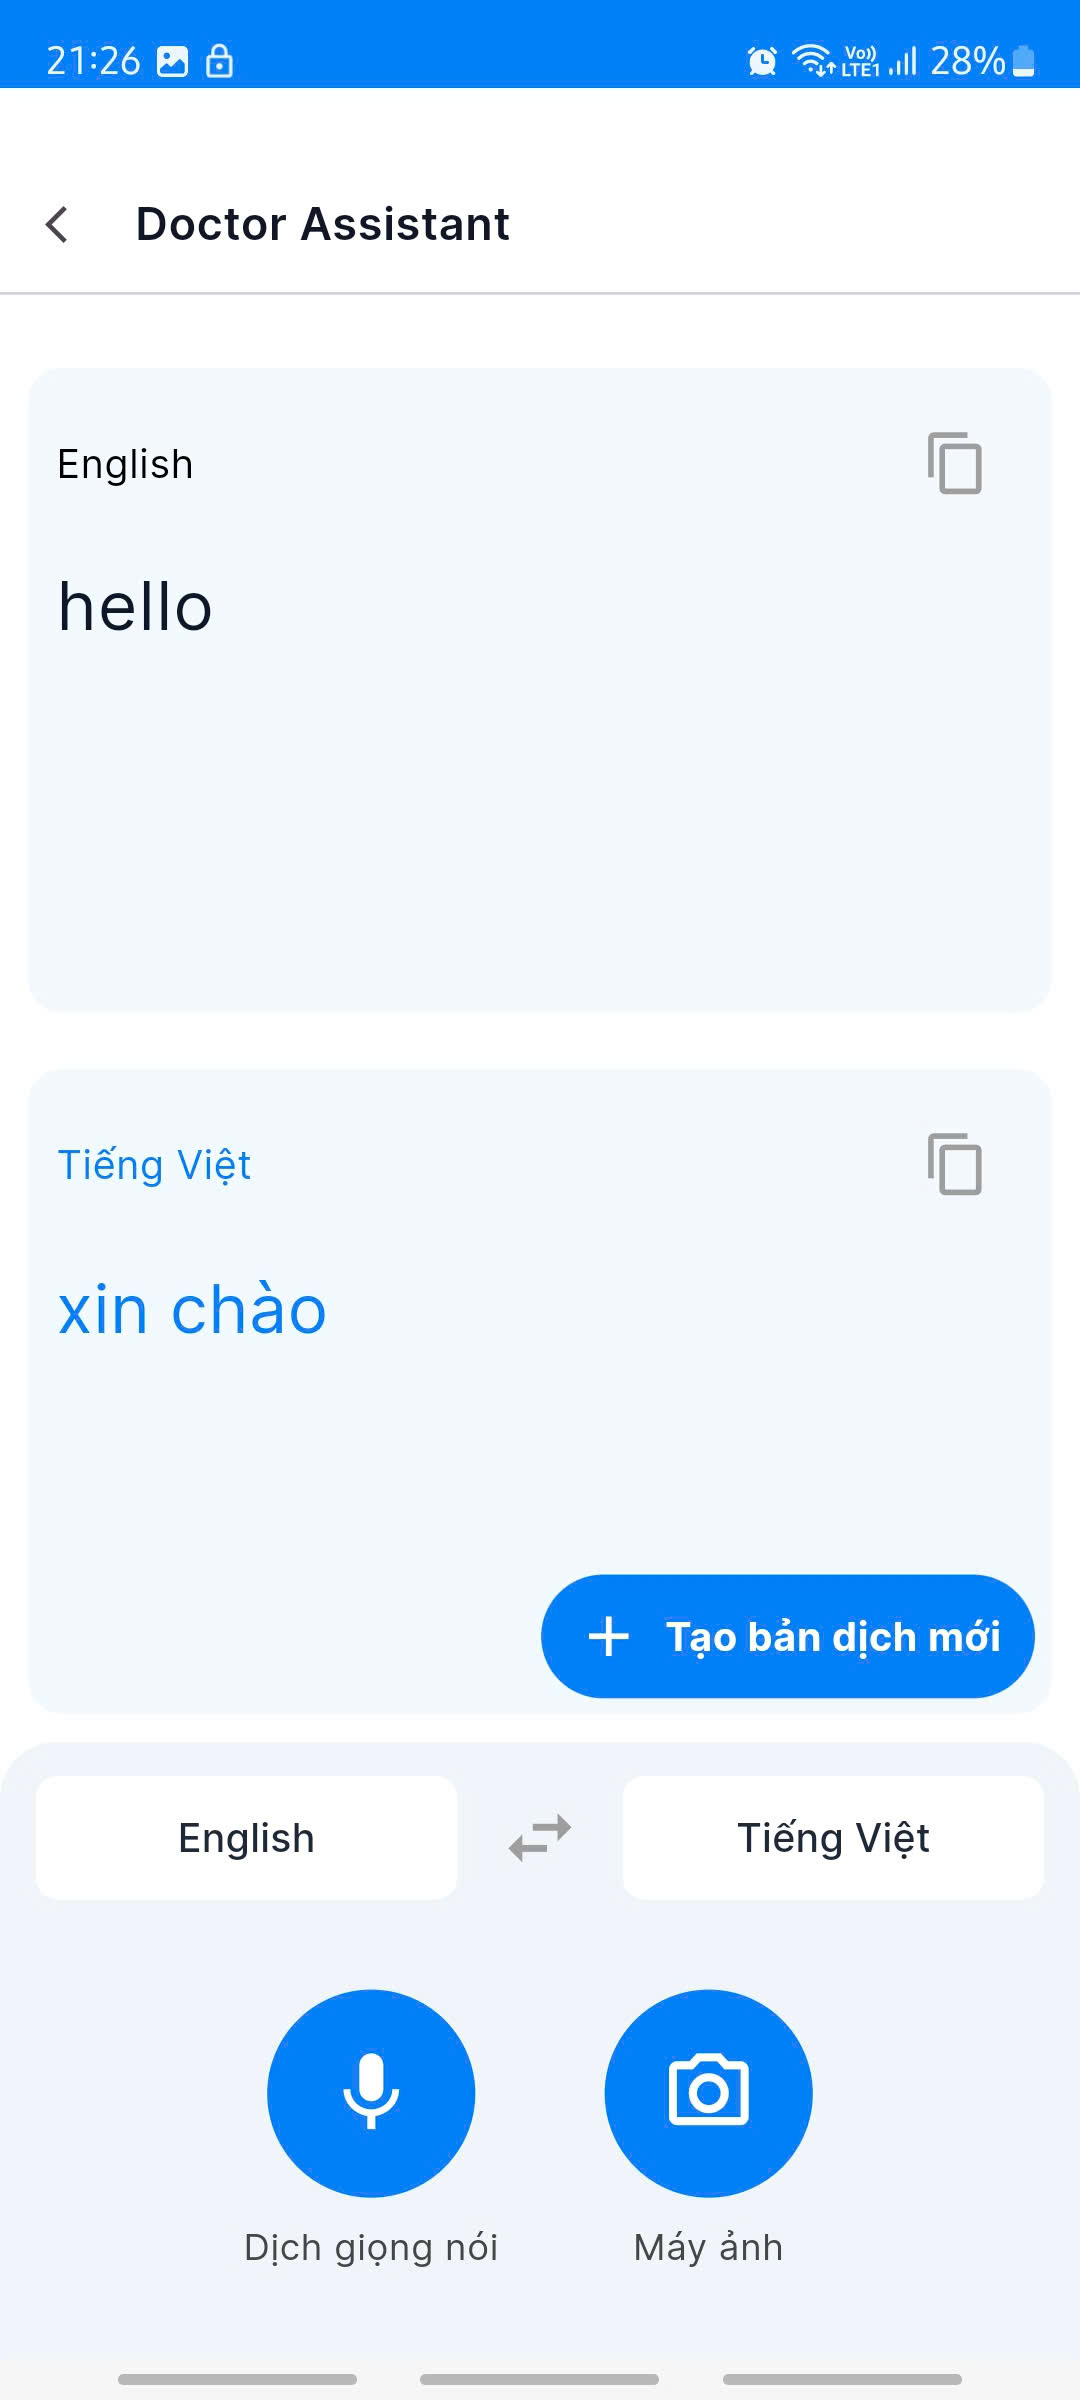 21:26 Vo)) LTE1 28%
Doctor Assistant
English
hello
Tiếng Việt
xin chào
Tạo bản dịch mới
English Tiếng Việt
Dịch giọng nói Máy ảnh